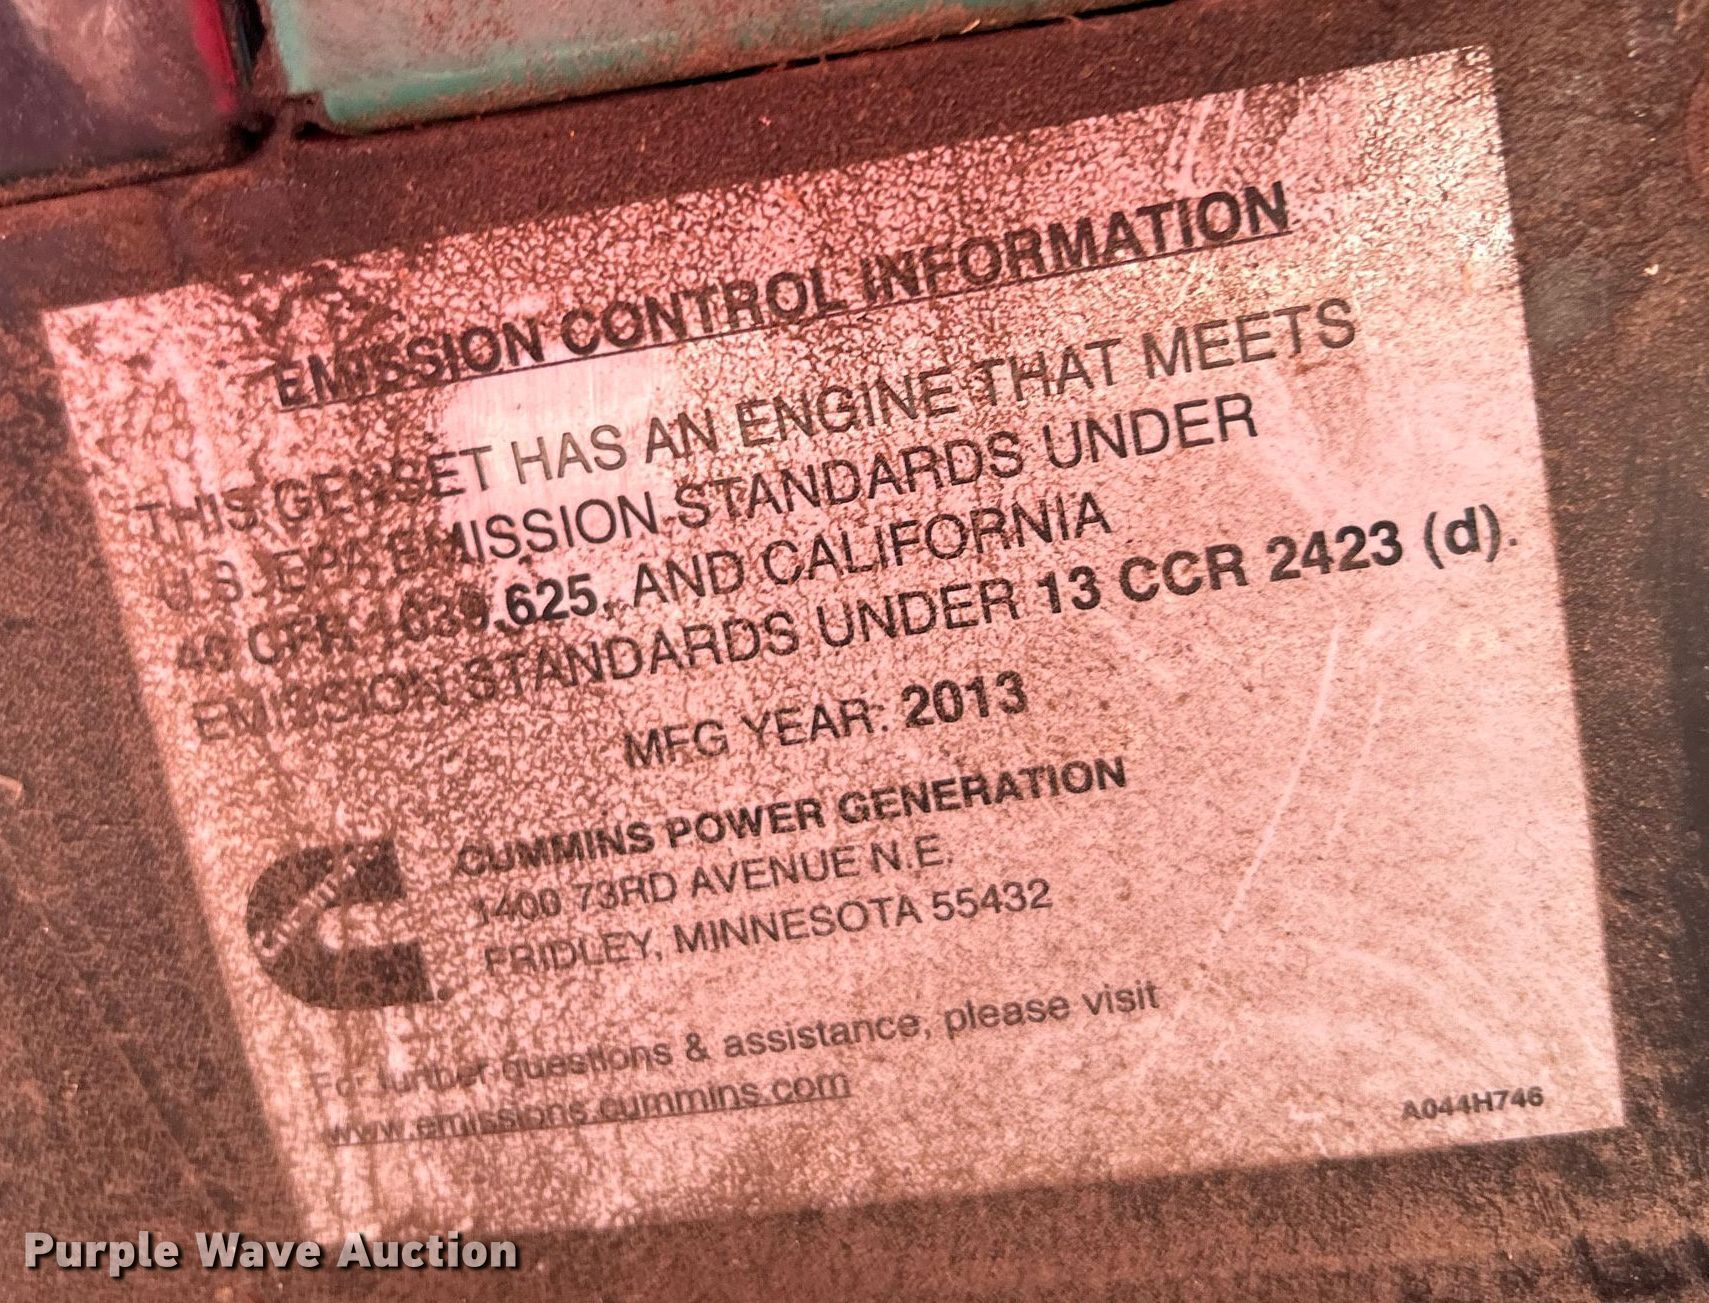 EMISSION CONTROL INFORMATION
THIS GENSET HAS AN ENGINE THAT MEETS
U.S. EPA EMISSION STANDARDS UNDER
40 CFR 1039.625, AND CALIFORNIA
EMISSION STANDARDS UNDER 13 CCR 2423 (d).
MFG YEAR: 2013
Cummins
CUMMINS POWER GENERATION
1400 73RD AVENUE N.E.
FRIDLEY, MINNESOTA 55432
For further questions & assistance, please visit
www.emissions.cummins.com
A044H746
Purple Wave Auction